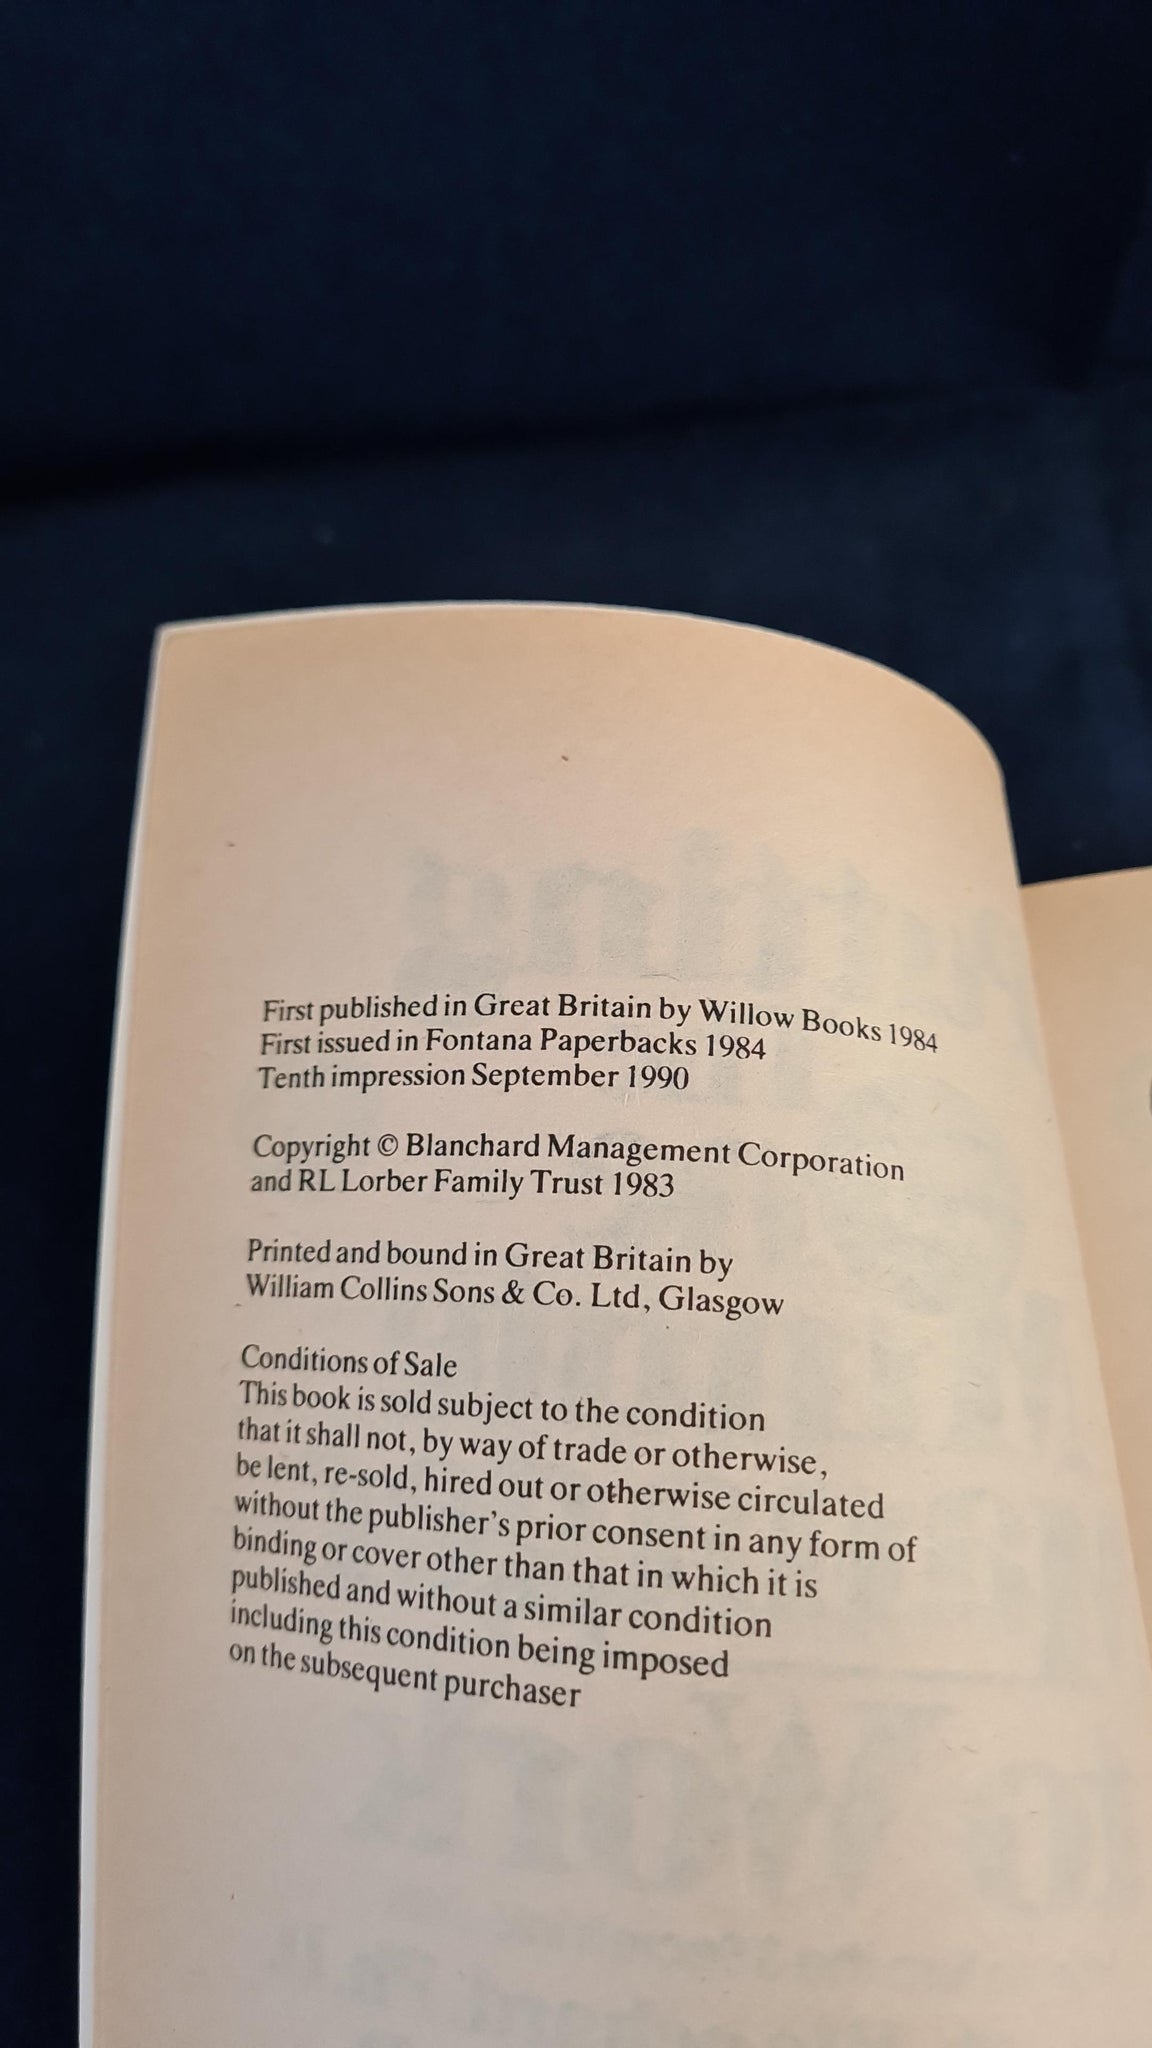 First published in Great Britain by Willow Books 1984
First issued in Fontana Paperbacks 1984
Tenth impression September 1990
Copyright © Blanchard Management Corporation
and RL Lorber Family Trust 1983
Printed and bound in Great Britain by
William Collins Sons & Co. Ltd, Glasgow
Conditions of Sale
This book is sold subject to the condition
that it shall not, by way of trade or otherwise,
be lent, re-sold, hired out or otherwise circulated
without the publisher's prior consent in any form of
binding or cover other than that in which it is
published and without a similar condition
including this condition being imposed
on the subsequent purchaser